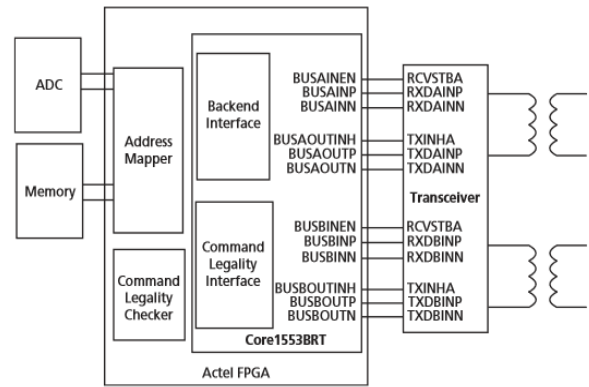 ADC
Memory
Address
Mapper
Command
Legality
Checker
Backend
Interface
Command
Legality
Interface
BUSAINEN
BUSAINP
BUSAINN
BUSAOUTINH
BUSAOUTP
BUSAOUTN
BUSBINEN
BUSBINP
BUSBINN
BUSBOUTINH
BUSBOUTP
BUSBOUTN
Core1553BRT
Actel FPGA
RCVSTBA
RXDAINP
RXDAINN
TXINHA
TXDAINP
TXDAINN
Transceiver
RCVSTBA
RXDBINP
RXDBINN
TXINHA
TXDBINP
TXDBINN